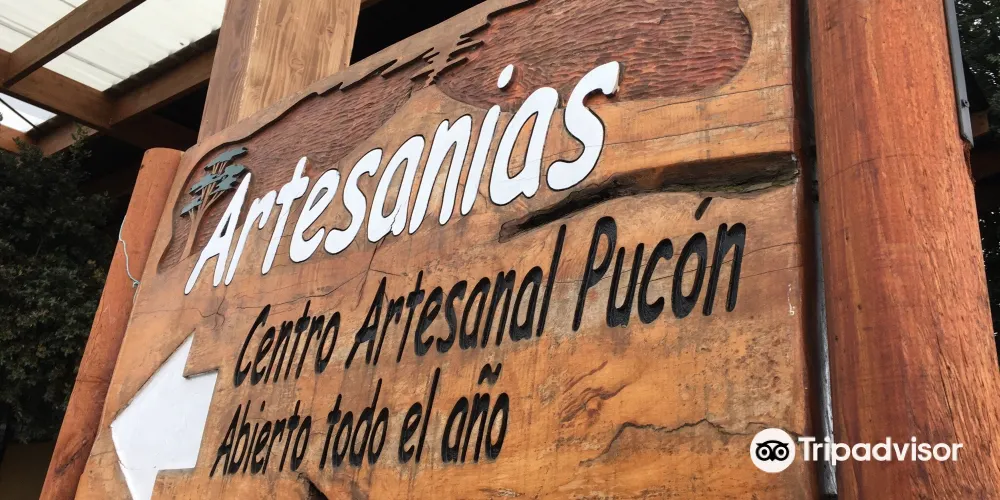 Artesanias
Centro Artesanal Pucón
Abierto todo el año
Tripadvisor